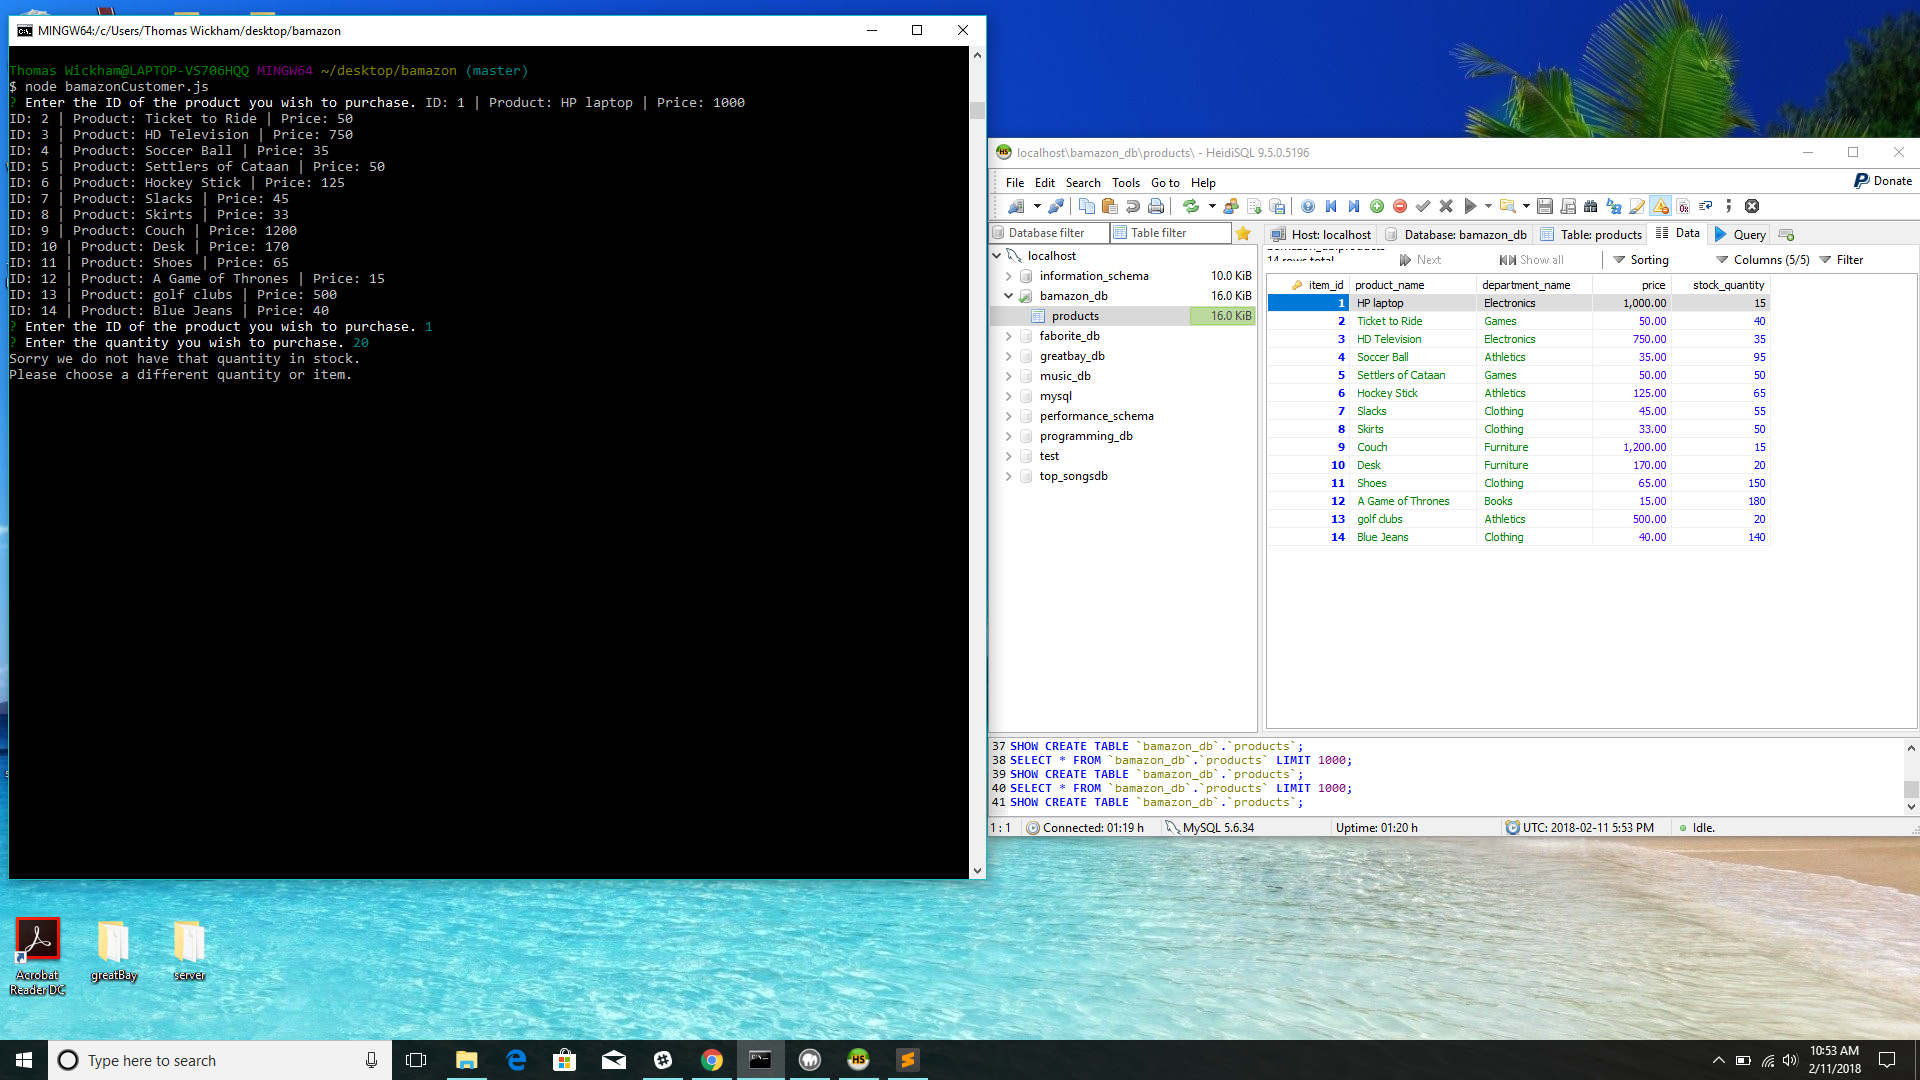 MINGW64:/c/Users/Thomas Wickham/desktop/bamazon
Thomas Wickham@LAPTOP-VS706HQQ MINGW64 ~/desktop/bamazon (master)
$ node bamazonCustomer.js
? Enter the ID of the product you wish to purchase. ID: 1 | Product: HP laptop | Price: 1000
ID: 2 | Product: Ticket to Ride | Price: 50
ID: 3 | Product: HD Television | Price: 750
ID: 4 | Product: Soccer Ball | Price: 35
ID: 5 | Product: Settlers of Cataan | Price: 50
ID: 6 | Product: Hockey Stick | Price: 125
ID: 7 | Product: Slacks | Price: 45
ID: 8 | Product: Skirts | Price: 33
ID: 9 | Product: Couch | Price: 1200
ID: 10 | Product: Desk | Price: 170
ID: 11 | Product: Shoes | Price: 65
ID: 12 | Product: A Game of Thrones | Price: 15
ID: 13 | Product: golf clubs | Price: 500
ID: 14 | Product: Blue Jeans | Price: 40
? Enter the ID of the product you wish to purchase. 1
? Enter the quantity you wish to purchase. 20
Sorry we do not have that quantity in stock.
Please choose a different quantity or item.
localhost\bamazon_db\products\ - HeidiSQL 9.5.0.5196
File Edit Search Tools Go to Help
Donate
Database filter
Table filter
Host: localhost Database: bamazon_db Table: products Data Query
14 rows total Next Show all Sorting Columns (5/5) Filter
localhost
information_schema 10.0 KiB
bamazon_db 16.0 KiB
products 16.0 KiB
faborite_db
greatbay_db
music_db
mysql
performance_schema
programming_db
test
top_songsdb
item_id product_name department_name price stock_quantity
1 HP laptop Electronics 1,000.00 15
2 Ticket to Ride Games 50.00 40
3 HD Television Electronics 750.00 35
4 Soccer Ball Athletics 35.00 95
5 Settlers of Cataan Games 50.00 50
6 Hockey Stick Athletics 125.00 65
7 Slacks Clothing 45.00 55
8 Skirts Clothing 33.00 50
9 Couch Furniture 1,200.00 15
10 Desk Furniture 170.00 20
11 Shoes Clothing 65.00 150
12 A Game of Thrones Books 15.00 180
13 golf clubs Athletics 500.00 20
14 Blue Jeans Clothing 40.00 140
37 SHOW CREATE TABLE `bamazon_db`.`products`;
38 SELECT * FROM `bamazon_db`.`products` LIMIT 1000;
39 SHOW CREATE TABLE `bamazon_db`.`products`;
40 SELECT * FROM `bamazon_db`.`products` LIMIT 1000;
41 SHOW CREATE TABLE `bamazon_db`.`products`;
1 : 1 Connected: 01:19 h MySQL 5.6.34 Uptime: 01:20 h UTC: 2018-02-11 5:53 PM Idle.
Acrobat Reader DC
greatBay
server
Type here to search
HS
10:53 AM
2/11/2018